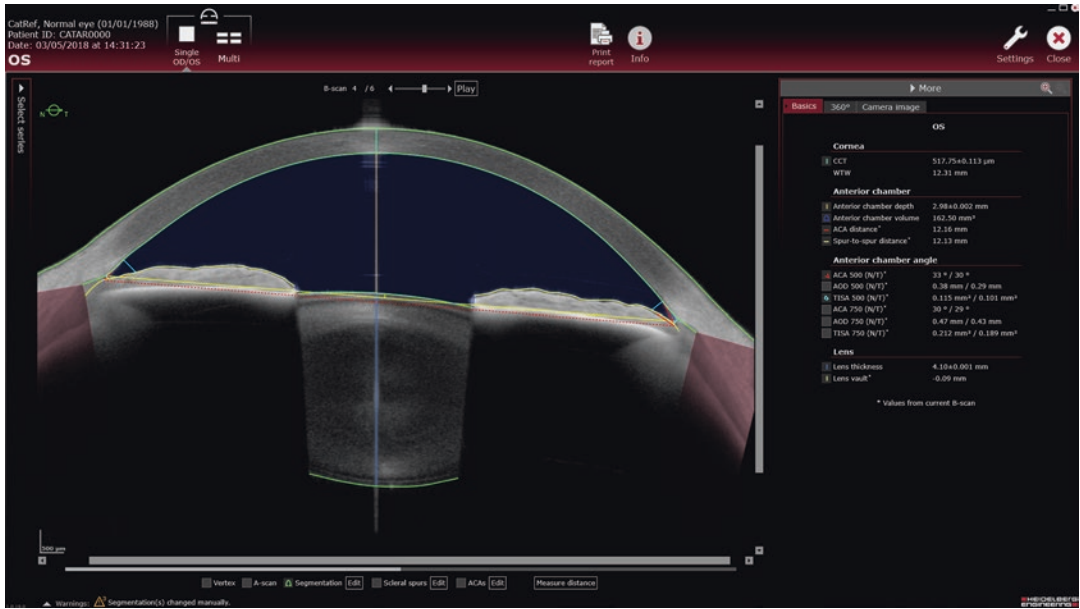 CatRef, Normal eye (01/01/1988)
Patient ID: CATAR0000
Date: 03/05/2018 at 14:31:23
OS
Single
OD/OS
Multi
Print
report
Info
Settings
Close
Select series
B-scan 4 / 6
Play
N T
More
Basics 360° Camera image
OS
Cornea
CCT 517.75±0.113 µm
WTW 12.31 mm
Anterior chamber
Anterior chamber depth 2.98±0.002 mm
Anterior chamber volume 162.50 mm³
ACA distance* 12.16 mm
Spur-to-spur distance* 12.13 mm
Anterior chamber angle
ACA 500 (N/T)* 33 ° / 30 °
AOD 500 (N/T)* 0.38 mm / 0.29 mm
TISA 500 (N/T)* 0.115 mm² / 0.101 mm²
ACA 750 (N/T)* 30 ° / 29 °
AOD 750 (N/T)* 0.47 mm / 0.43 mm
TISA 750 (N/T)* 0.212 mm² / 0.189 mm²
Lens
Lens thickness 4.10±0.001 mm
Lens vault* -0.09 mm
* Values from current B-scan
500 µm
Vertex A-scan Segmentation Edit Scleral spurs Edit ACAs Edit Measure distance
Warnings: Segmentation(s) changed manually.
HEIDELBERG
ENGINEERING